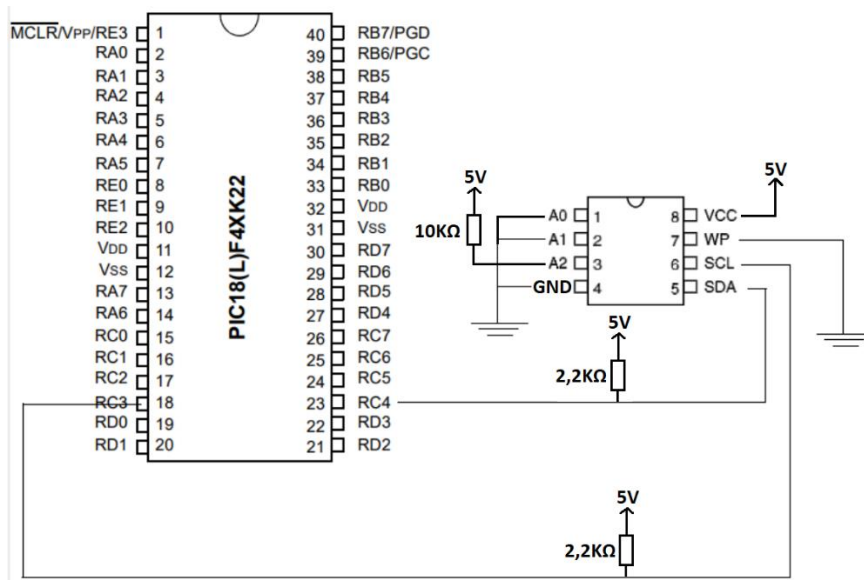 MCLR/VPP/RE3 1 40 RB7/PGD
RA0 2 39 RB6/PGC
RA1 3 38 RB5
RA2 4 37 RB4
RA3 5 36 RB3
RA4 6 35 RB2
RA5 7 34 RB1
RE0 8 33 RB0
RE1 9 32 VDD
RE2 10 31 VSS
VDD 11 30 RD7
VSS 12 29 RD6
RA7 13 28 RD5
RA6 14 27 RD4
RC0 15 26 RC7
RC1 16 25 RC6
RC2 17 24 RC5
RC3 18 23 RC4
RD0 19 22 RD3
RD1 20 21 RD2
PIC18(L)F4XK22
5V
10KΩ
5V
A0 1 8 VCC
A1 2 7 WP
A2 3 6 SCL
GND 4 5 SDA
5V
2,2KΩ
5V
2,2KΩ